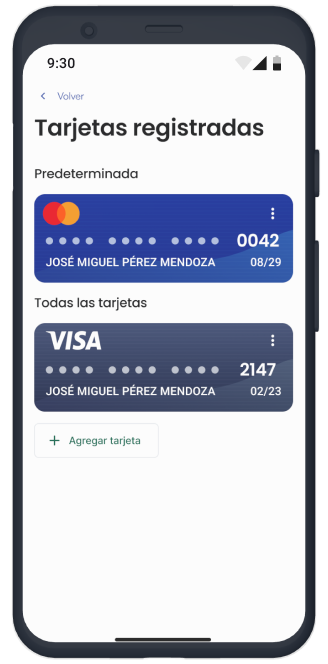 9:30
Volver
Tarjetas registradas
Predeterminada
0042
JOSÉ MIGUEL PÉREZ MENDOZA 08/29
Todas las tarjetas
VISA
2147
JOSÉ MIGUEL PÉREZ MENDOZA 02/23
+ Agregar tarjeta